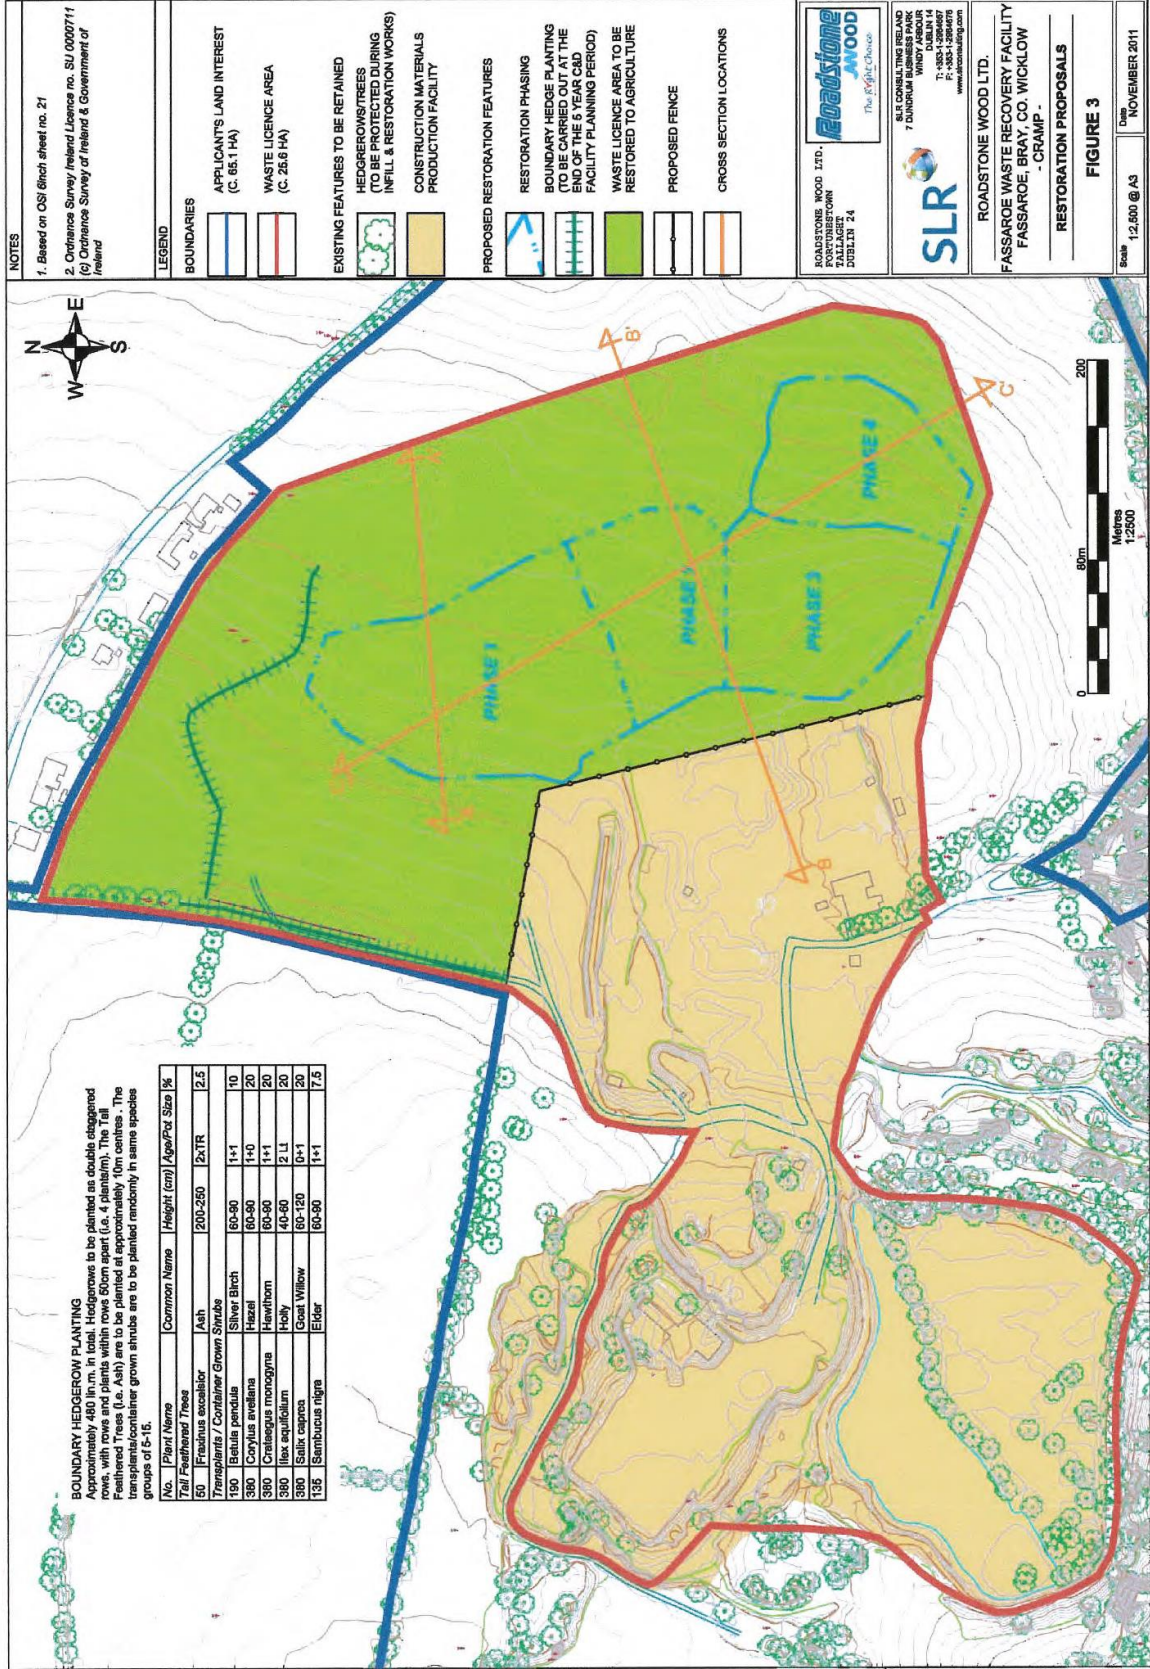 NOTES
1. Based on OSI 6inch sheet no. 21
2. Ordnance Survey Ireland Licence no. SU 0000711
(c) Ordnance Survey of Ireland & Government of
Ireland
LEGEND
BOUNDARIES
APPLICANT'S LAND INTEREST
(C. 65.1 HA)
WASTE LICENCE AREA
(C. 25.6 HA)
EXISTING FEATURES TO BE RETAINED
HEDGERROWS/TREES
(TO BE PROTECTED DURING
INFILL & RESTORATION WORKS)
CONSTRUCTION MATERIALS
PRODUCTION FACILITY
PROPOSED RESTORATION FEATURES
RESTORATION PHASING
BOUNDARY HEDGE PLANTING
(TO BE CARRIED OUT AT THE
END OF THE 5 YEAR C&D
FACILITY PLANNING PERIOD)
WASTE LICENCE AREA TO BE
RESTORED TO AGRICULTURE
PROPOSED FENCE
CROSS SECTION LOCATIONS
ROADSTONE WOOD LTD.
FORTUNESTOWN
TALLAGHT
DUBLIN 24
Roadstone
WOOD
The Right Choice
SLR
SLR CONSULTING IRELAND
7 DUNDRUM BUSINESS PARK
WINDY ARBOUR
DUBLIN 14
T: +353-1-2964667
F: +353-1-2964676
www.slrconsulting.com
ROADSTONE WOOD LTD.
FASSAROE WASTE RECOVERY FACILITY
FASSAROE, BRAY, CO. WICKLOW
- CRAMP -
RESTORATION PROPOSALS
FIGURE 3
Scale
1:2,500 @ A3
Date
NOVEMBER 2011
N
E
S
W
BOUNDARY HEDGEROW PLANTING
Approximately 480 lin.m. in total. Hedgerows to be planted as double staggered
rows, with rows and plants within rows 50cm apart (i.e. 4 plants/m). The Tall
Feathered Trees (i.e. Ash) are to be planted at approximately 10m centres . The
transplants/container grown shrubs are to be planted randomly in same species
groups of 5-15.
No. Plant Name Common Name Height (cm) Age/Pot Size %
Tall Feathered Trees
50 Fraxinus excelsior Ash 200-250 2xTR 2.5
Transplants / Container Grown Shrubs
190 Betula pendula Silver Birch 60-90 1+1 10
380 Corylus avellana Hazel 60-90 1+0 20
380 Crataegus monogyna Hawthorn 60-90 1+1 20
380 Ilex aquifolium Holly 40-60 2 Lt 20
380 Salix caprea Goat Willow 60-120 0+1 20
135 Sambucus nigra Elder 60-90 1+1 7.5
PHASE 1
PHASE 3
PHASE 4
B
B'
C
0
80m
200
Metres
1:2500